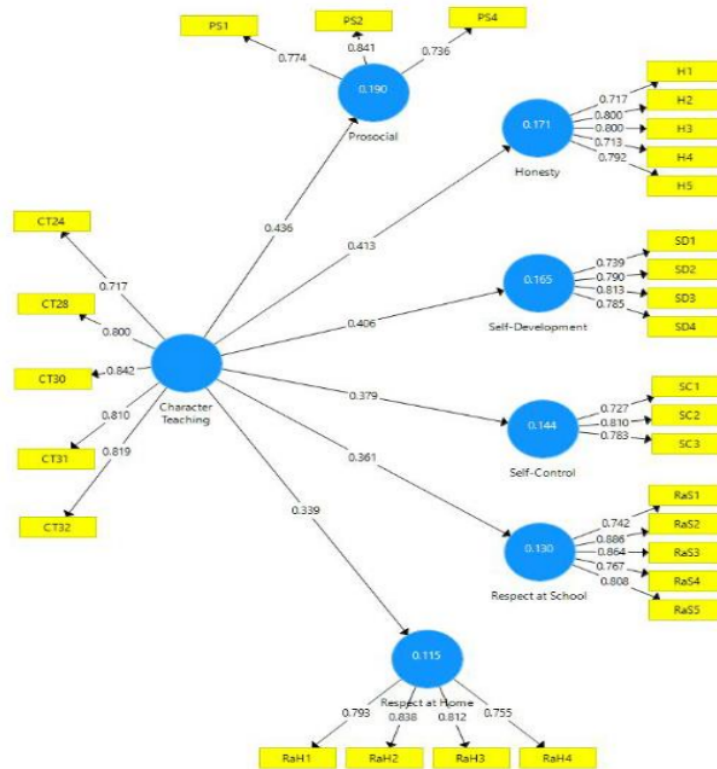 PS1
PS2
PS4
0.774
0.841
0.736
0.190
Prosocial
H1
H2
H3
H4
H5
0.717
0.800
0.800
0.713
0.792
0.171
Honesty
CT24
CT28
CT30
CT31
CT32
0.717
0.800
0.842
0.810
0.819
Character
Teaching
0.436
0.413
0.406
0.379
0.361
0.339
SD1
SD2
SD3
SD4
0.739
0.790
0.813
0.785
0.165
Self-Development
SC1
SC2
SC3
0.727
0.810
0.783
0.144
Self-Control
RaS1
RaS2
RaS3
RaS4
RaS5
0.742
0.886
0.864
0.767
0.808
0.130
Respect at School
0.115
Respect at Home
0.793
0.838
0.812
0.755
RaH1
RaH2
RaH3
RaH4